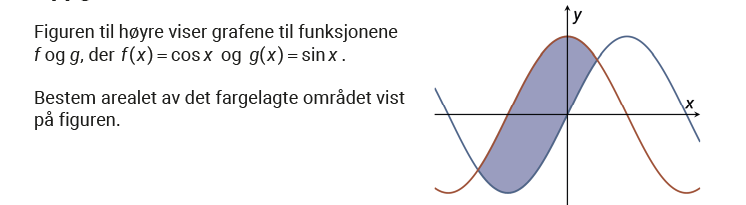 Figuren til høyre viser grafene til funksjonene
f og g, der f(x) = cos x og g(x) = sin x .
Bestem arealet av det fargelagte området vist
på figuren.
y
x